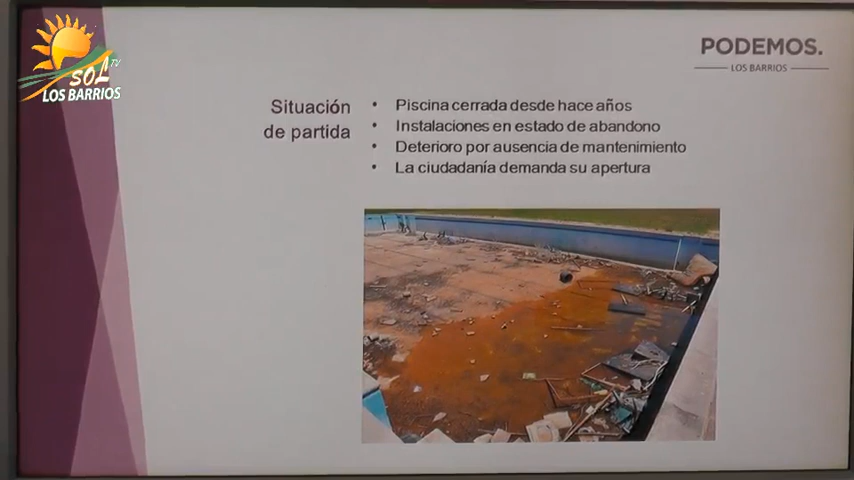 SOL TV
LOS BARRIOS
PODEMOS.
LOS BARRIOS
Situación
de partida
• Piscina cerrada desde hace años
• Instalaciones en estado de abandono
• Deterioro por ausencia de mantenimiento
• La ciudadanía demanda su apertura